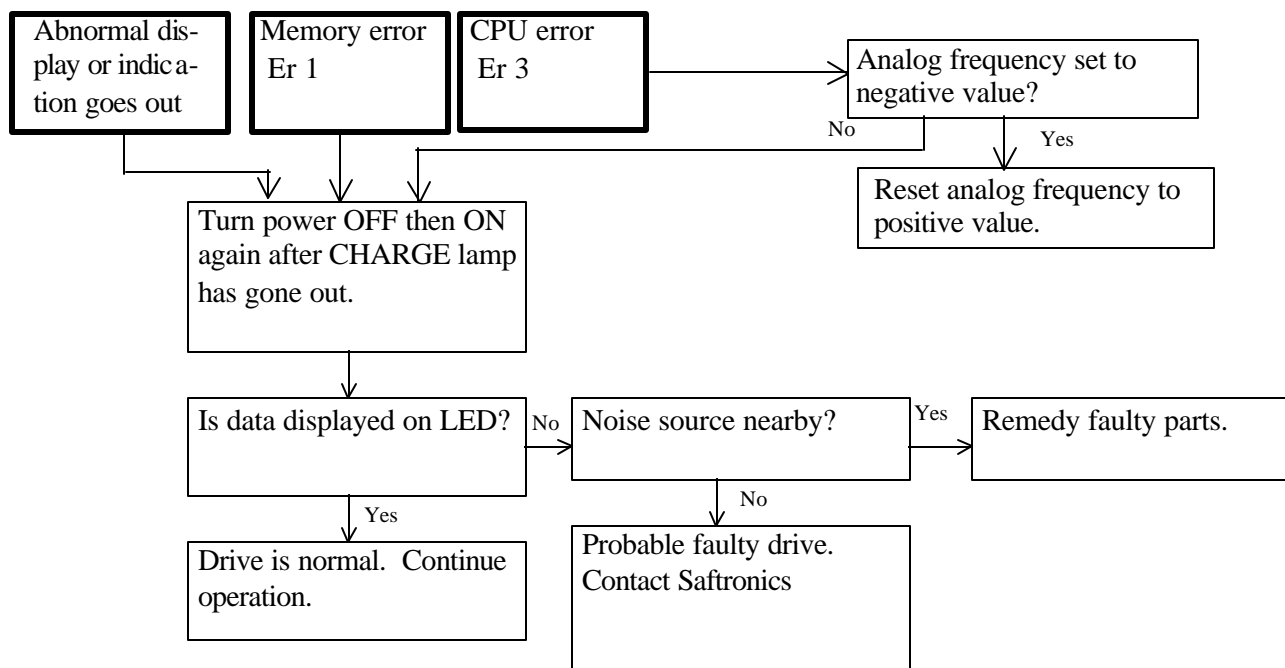 Abnormal dis-
play or indica-
tion goes out
Memory error
Er 1
CPU error
Er 3
Analog frequency set to
negative value?
No
Yes
Reset analog frequency to
positive value.
Turn power OFF then ON
again after CHARGE lamp
has gone out.
Is data displayed on LED?
No
Noise source nearby?
Yes
Remedy faulty parts.
Yes
No
Drive is normal.  Continue
operation.
Probable faulty drive.
Contact Saftronics